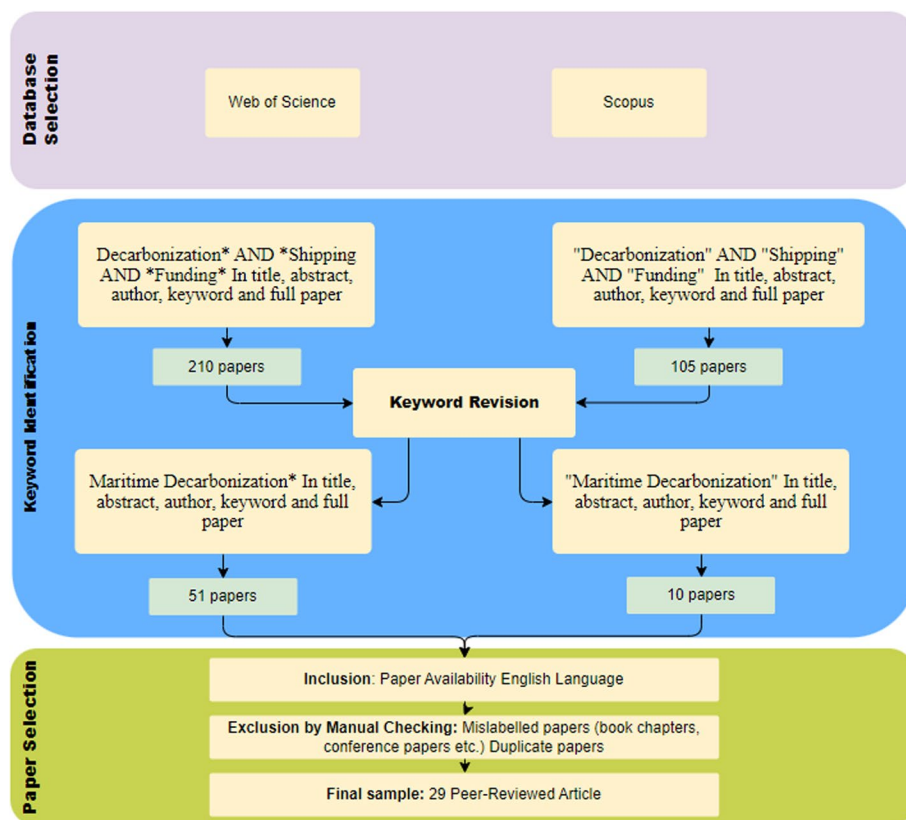 Database
Selection
Web of Science
Scopus
Keyword Identification
Decarbonization* AND *Shipping
AND *Funding* In title, abstract,
author, keyword and full paper
"Decarbonization" AND "Shipping"
AND "Funding" In title, abstract,
author, keyword and full paper
210 papers
105 papers
Keyword Revision
Maritime Decarbonization* In title,
abstract, author, keyword and full
paper
"Maritime Decarbonization" In title,
abstract, author, keyword and full
paper
51 papers
10 papers
Paper Selection
Inclusion: Paper Availability English Language
Exclusion by Manual Checking: Mislabelled papers (book chapters,
conference papers etc.) Duplicate papers
Final sample: 29 Peer-Reviewed Article